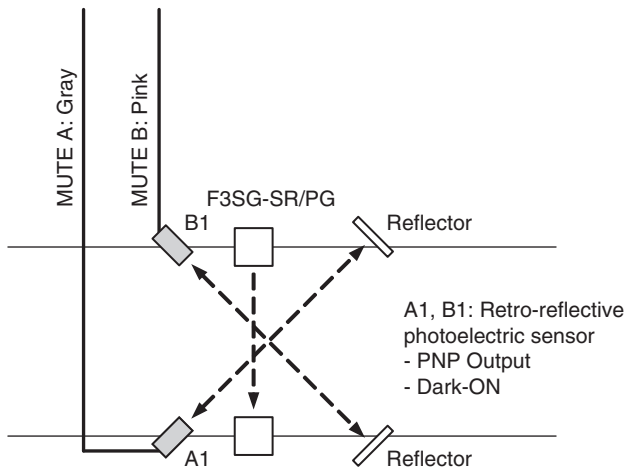 MUTE A: Gray
MUTE B: Pink
F3SG-SR/PG
B1
Reflector
A1, B1: Retro-reflective
photoelectric sensor
- PNP Output
- Dark-ON
A1
Reflector